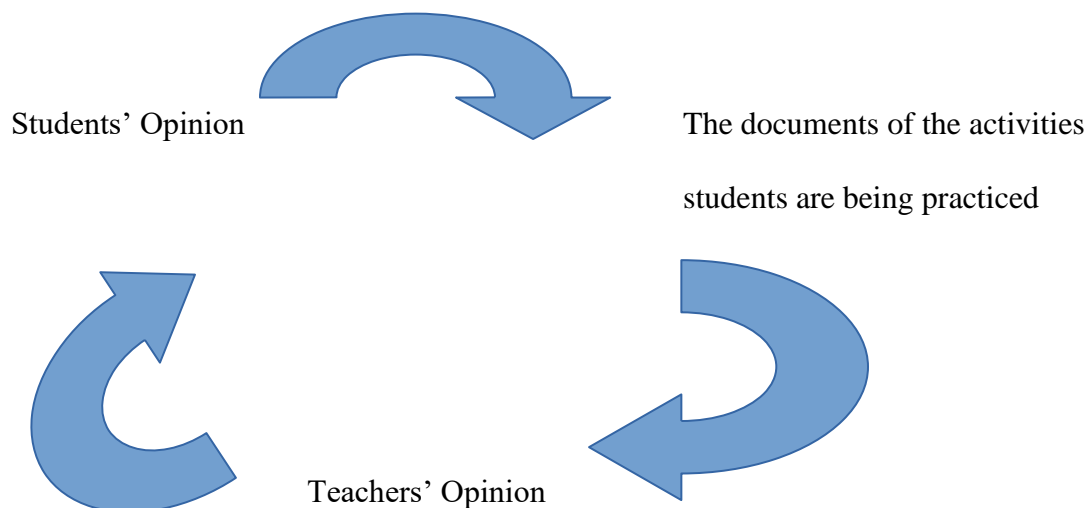 Students’ Opinion
The documents of the activities
students are being practiced
Teachers’ Opinion